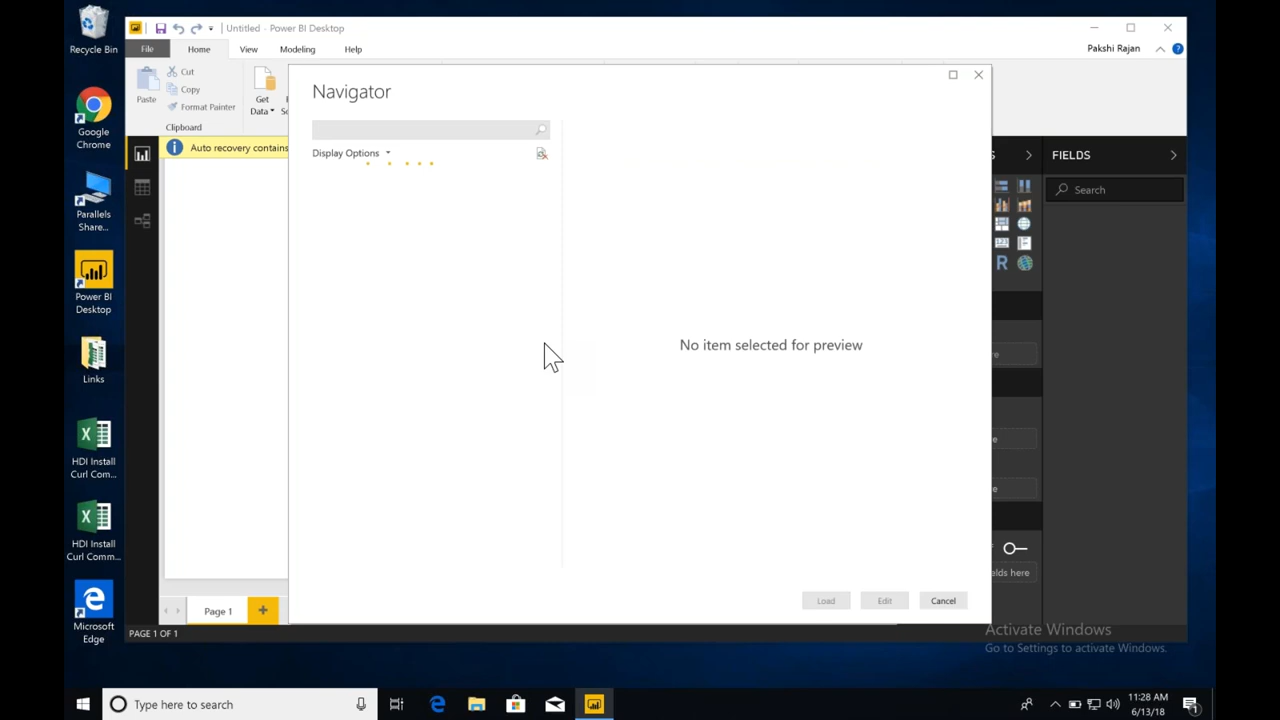 Recycle Bin
Google
Chrome
Parallels
Share...
Power BI
Desktop
Links
HDI Install
Curl Com...
HDI Install
Curl Comm...
Microsoft
Edge
Untitled - Power BI Desktop
File
Home
View
Modeling
Help
Pakshi Rajan
Paste
Cut
Copy
Format Painter
Clipboard
Get
Data
Auto recovery contains
Navigator
Display Options
No item selected for preview
Load
Edit
Cancel
FIELDS
Search
R
elds here
Page 1
PAGE 1 OF 1
Activate Windows
Go to Settings to activate Windows.
Type here to search
11:28 AM
6/13/18
1